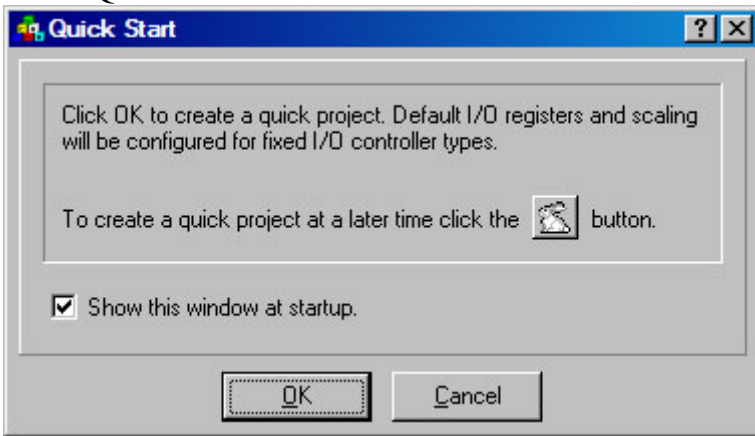 Quick Start
Click OK to create a quick project. Default I/O registers and scaling
will be configured for fixed I/O controller types.
To create a quick project at a later time click the button.
Show this window at startup.
OK Cancel